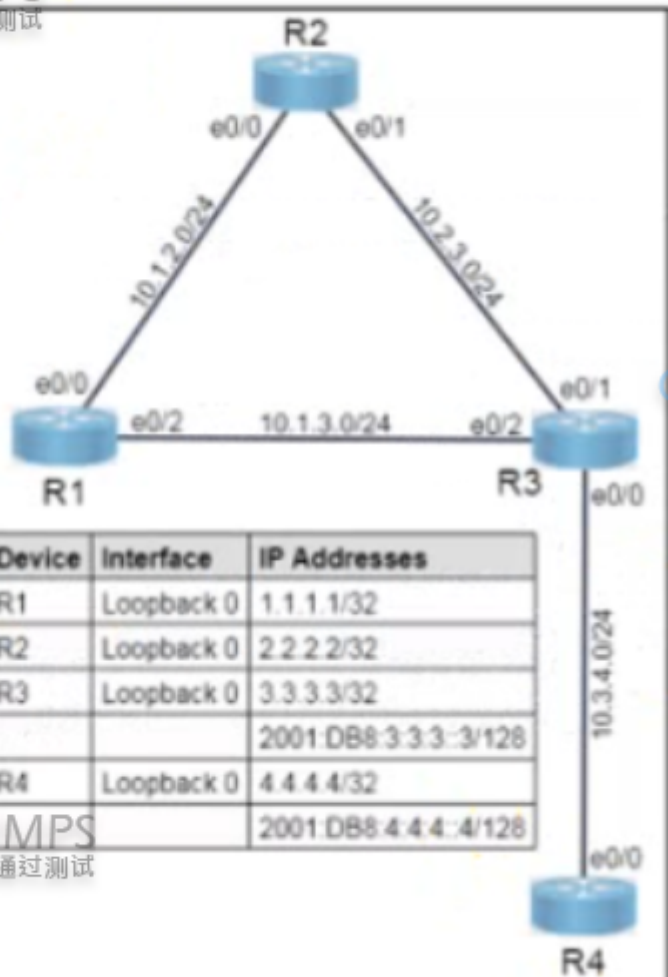 测试
R2
e0/0
e0/1
10.1.2.0/24
10.2.3.0/24
e0/0
e0/1
e0/2
10.1.3.0/24
e0/2
R1
R3
e0/0
Device Interface IP Addresses
R1 Loopback 0 1.1.1.1/32
R2 Loopback 0 2.2.2.2/32
R3 Loopback 0 3.3.3.3/32
2001:DB8:3:3:3::3/128
R4 Loopback 0 4.4.4.4/32
2001:DB8:4:4:4::4/128
10.3.4.0/24
MPS
通过测试
e0/0
R4